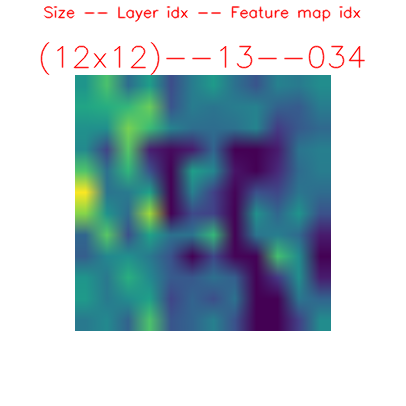 Size -- Layer idx -- Feature map idx
(12x12)--13--034